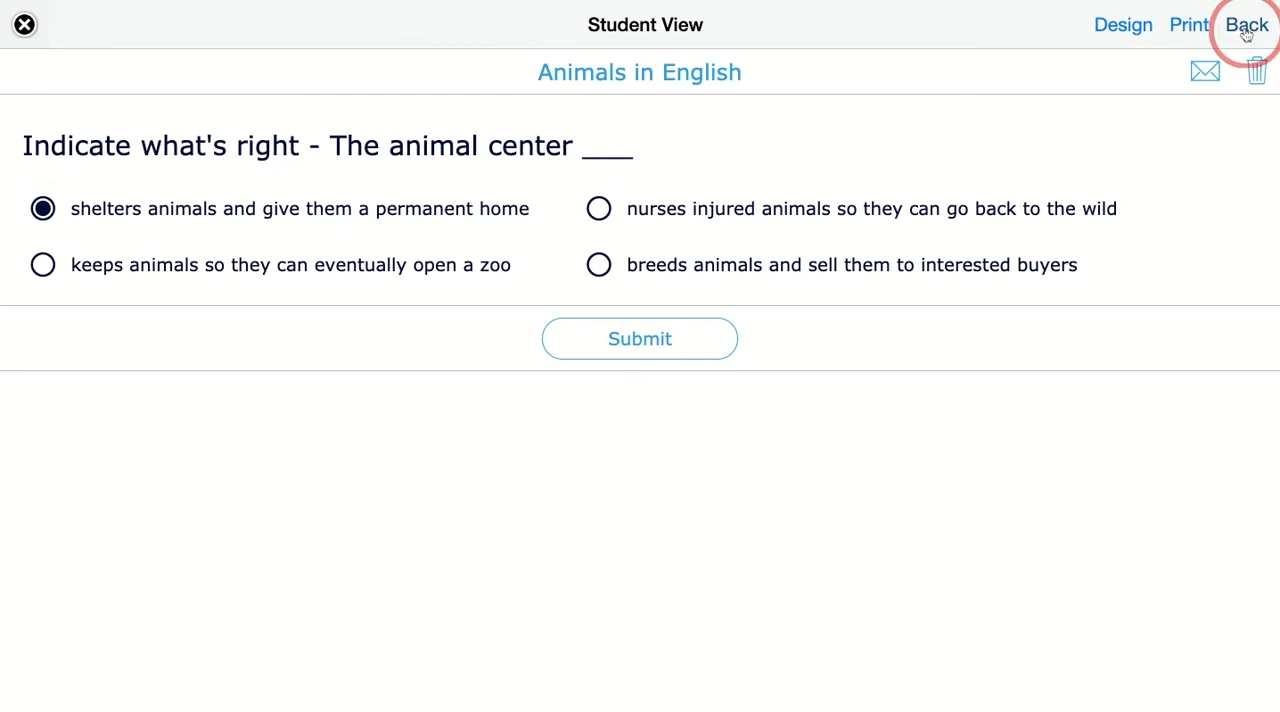 Student View
Design Print Back
Animals in English
Indicate what's right - The animal center ____
shelters animals and give them a permanent home
nurses injured animals so they can go back to the wild
keeps animals so they can eventually open a zoo
breeds animals and sell them to interested buyers
Submit